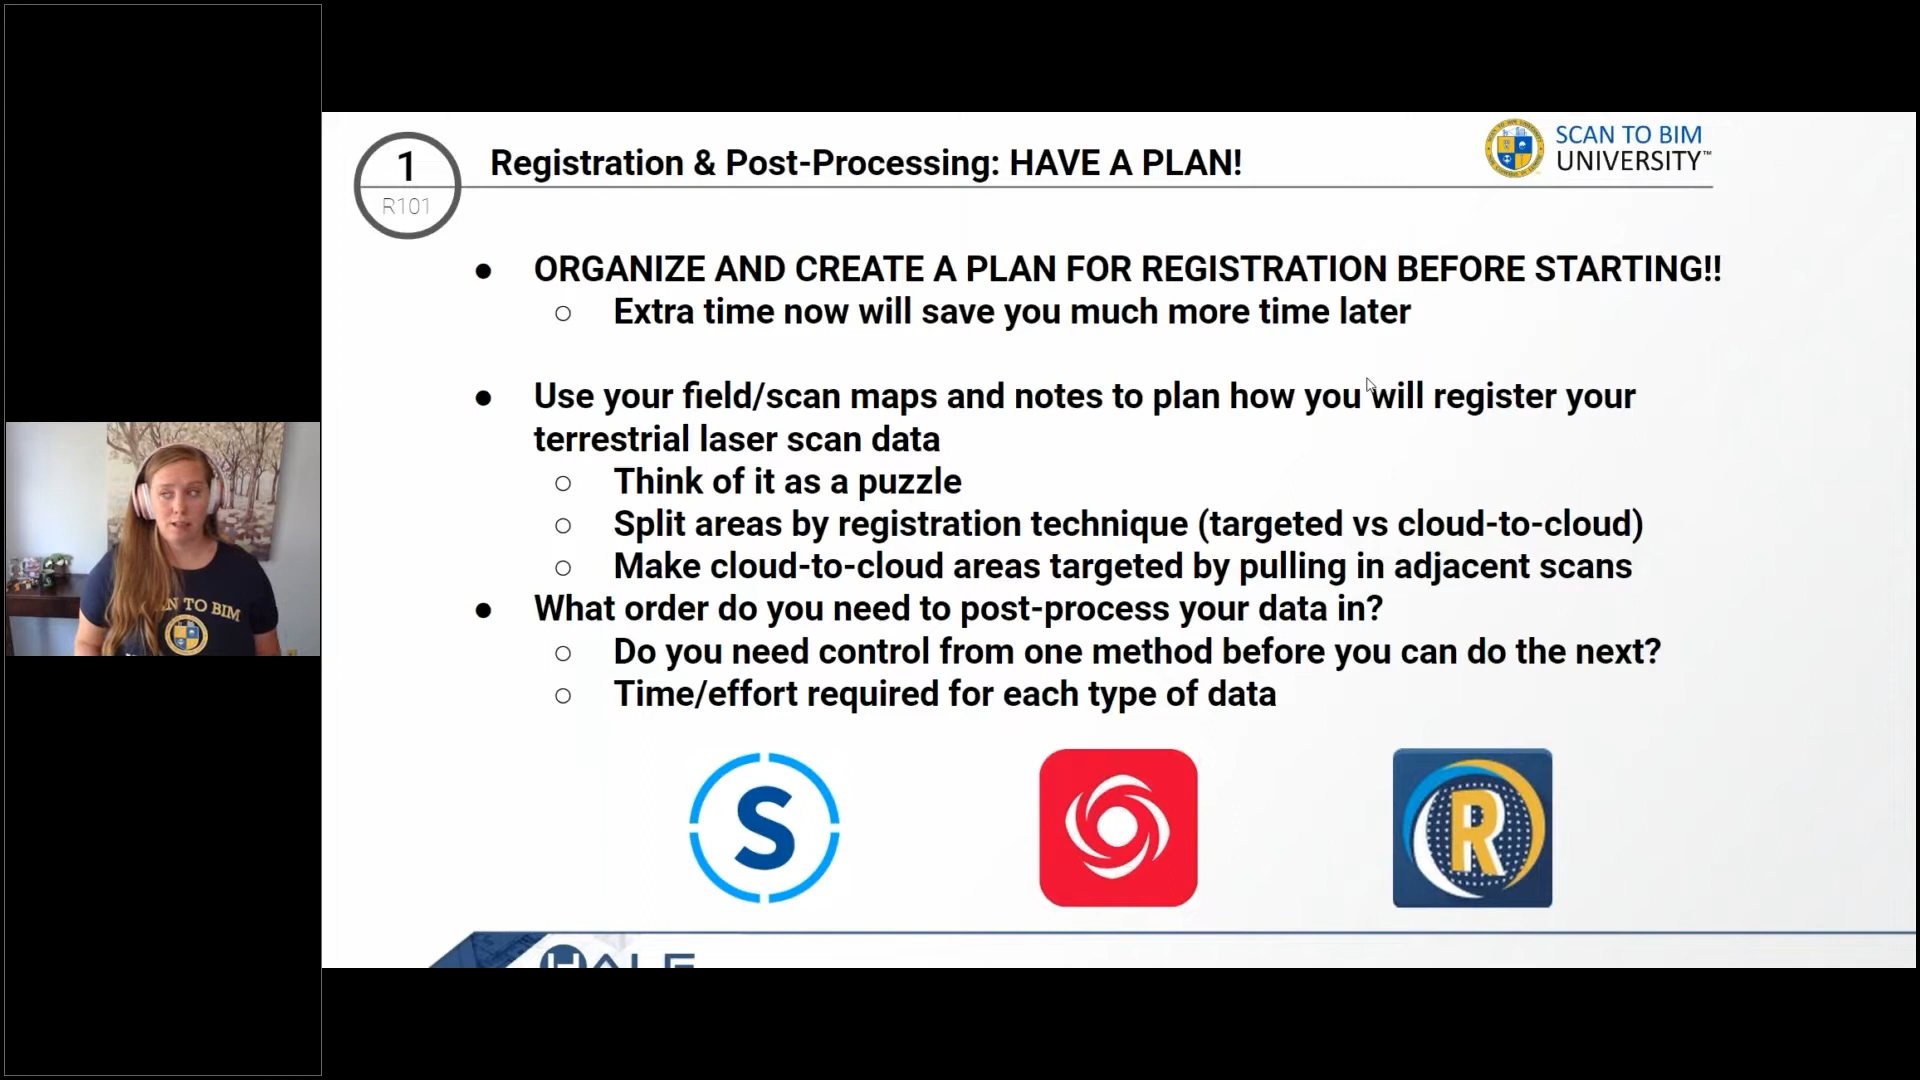 1
R101
Registration & Post-Processing: HAVE A PLAN!
SCAN TO BIM
UNIVERSITY™
● ORGANIZE AND CREATE A PLAN FOR REGISTRATION BEFORE STARTING!!
○ Extra time now will save you much more time later
● Use your field/scan maps and notes to plan how you will register your
terrestrial laser scan data
○ Think of it as a puzzle
○ Split areas by registration technique (targeted vs cloud-to-cloud)
○ Make cloud-to-cloud areas targeted by pulling in adjacent scans
● What order do you need to post-process your data in?
○ Do you need control from one method before you can do the next?
○ Time/effort required for each type of data
S
R
N TO BIM